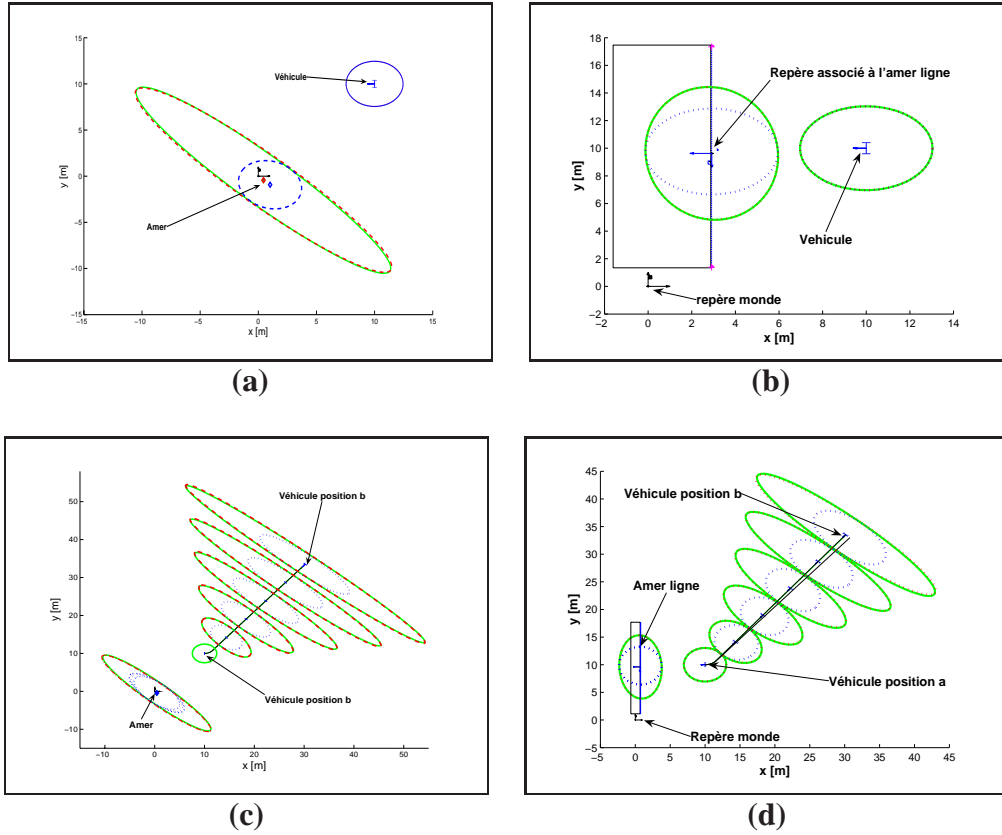 15
10
5
0
−5
−10
−15
−15
−10
−5
0
5
10
15
x [m]
y [m]
Véhicule
Amer
(a)
18
16
14
12
10
8
6
4
2
0
−2
−2
0
2
4
6
8
10
12
14
x [m]
y [m]
Repère associé à l'amer ligne
Vehicule
repère monde
(b)
50
40
30
20
10
0
−10
−10
0
10
20
30
40
50
x [m]
y [m]
Véhicule position b
Véhicule position b
Amer
(c)
45
40
35
30
25
20
15
10
5
0
−5
−5
0
5
10
15
20
25
30
35
40
45
x [m]
y [m]
Véhicule position b
Amer ligne
Véhicule position a
Repère monde
(d)